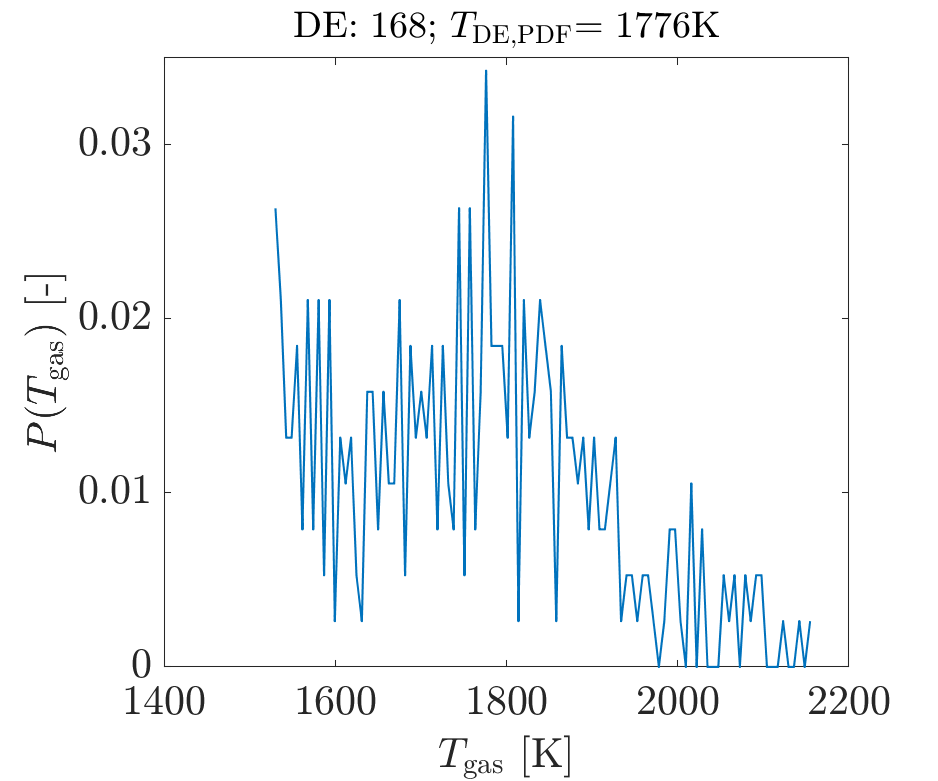 DE: 168; T_DE,PDF= 1776K
0.03
0.02
0.01
0
P(T_gas) [-]
1400 1600 1800 2000 2200
T_gas [K]